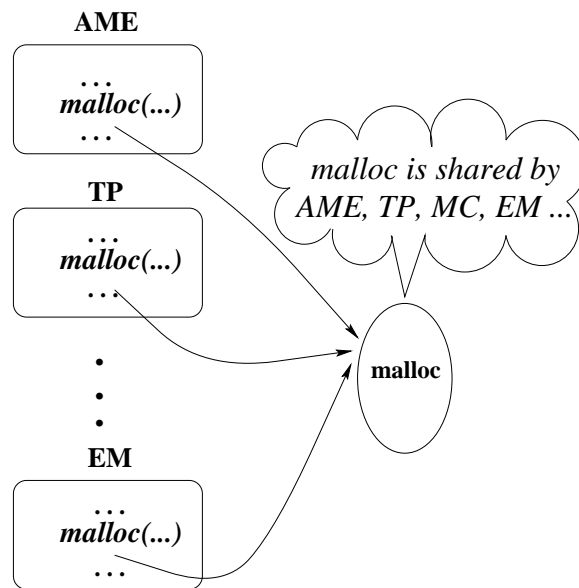 AME
...
malloc(...)
...
TP
...
malloc(...)
...
EM
...
malloc(...)
...
malloc is shared by
AME, TP, MC, EM ...
malloc